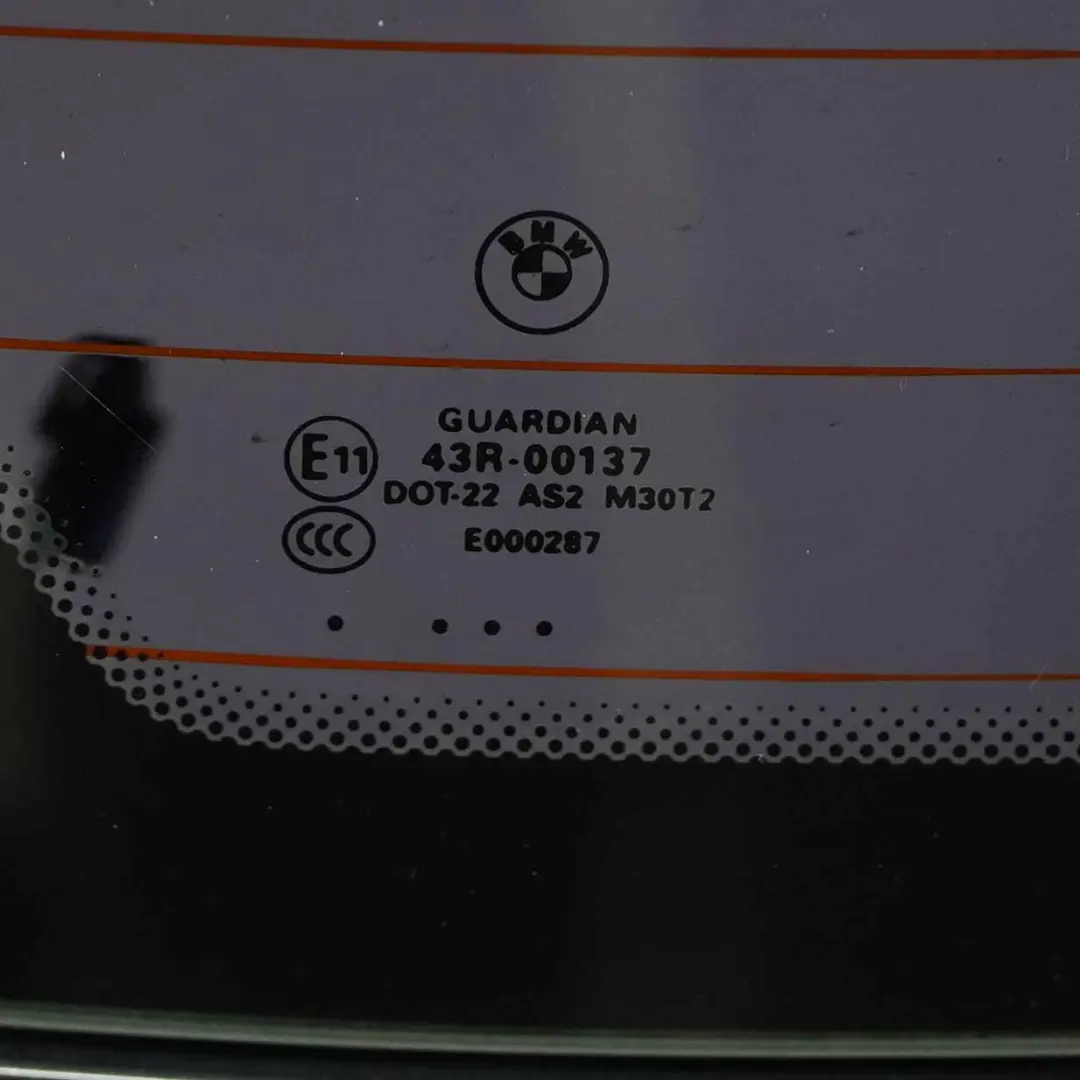 BMW
GUARDIAN
E11 43R-00137
DOT-22 AS2 M30T2
CCC E000287